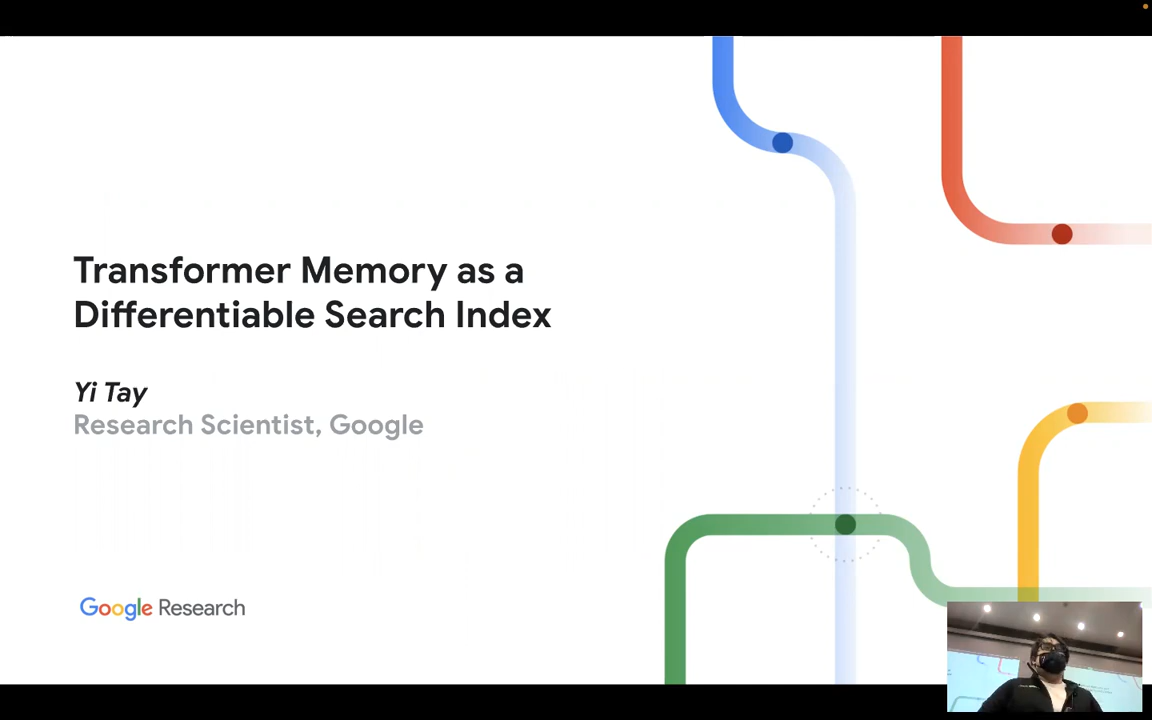 Transformer Memory as a
Differentiable Search Index
Yi Tay
Research Scientist, Google
Google Research